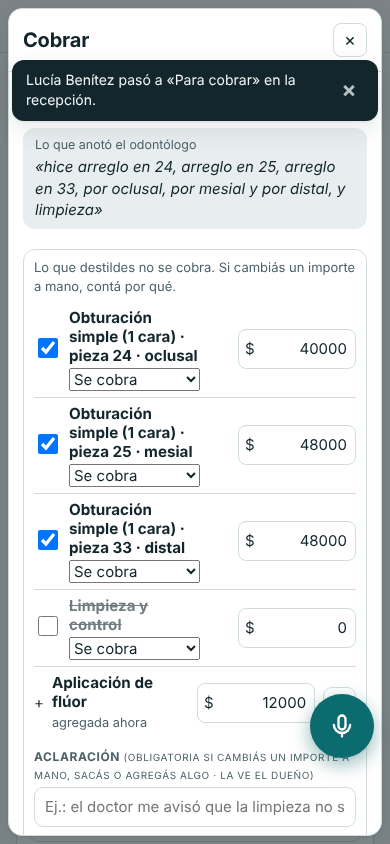 Cobrar
×
Lucía Benítez pasó a «Para cobrar» en la
recepción.
×
Lo que anotó el odontólogo
«hice arreglo en 24, arreglo en 25, arreglo
en 33, por oclusal, por mesial y por distal, y
limpieza»
Lo que destildes no se cobra. Si cambiás un importe
a mano, contá por qué.
Obturación
simple (1 cara) ·
pieza 24 · oclusal
Se cobra
$ 40000
Obturación
simple (1 cara) ·
pieza 25 · mesial
Se cobra
$ 48000
Obturación
simple (1 cara) ·
pieza 33 · distal
Se cobra
$ 48000
Limpieza y
control
Se cobra
$ 0
+ Aplicación de
flúor
agregada ahora
$ 12000
ACLARACIÓN (OBLIGATORIA SI CAMBIÁS UN IMPORTE A
MANO, SACÁS O AGREGÁS ALGO · LA VE EL DUEÑO)
Ej.: el doctor me avisó que la limpieza no s